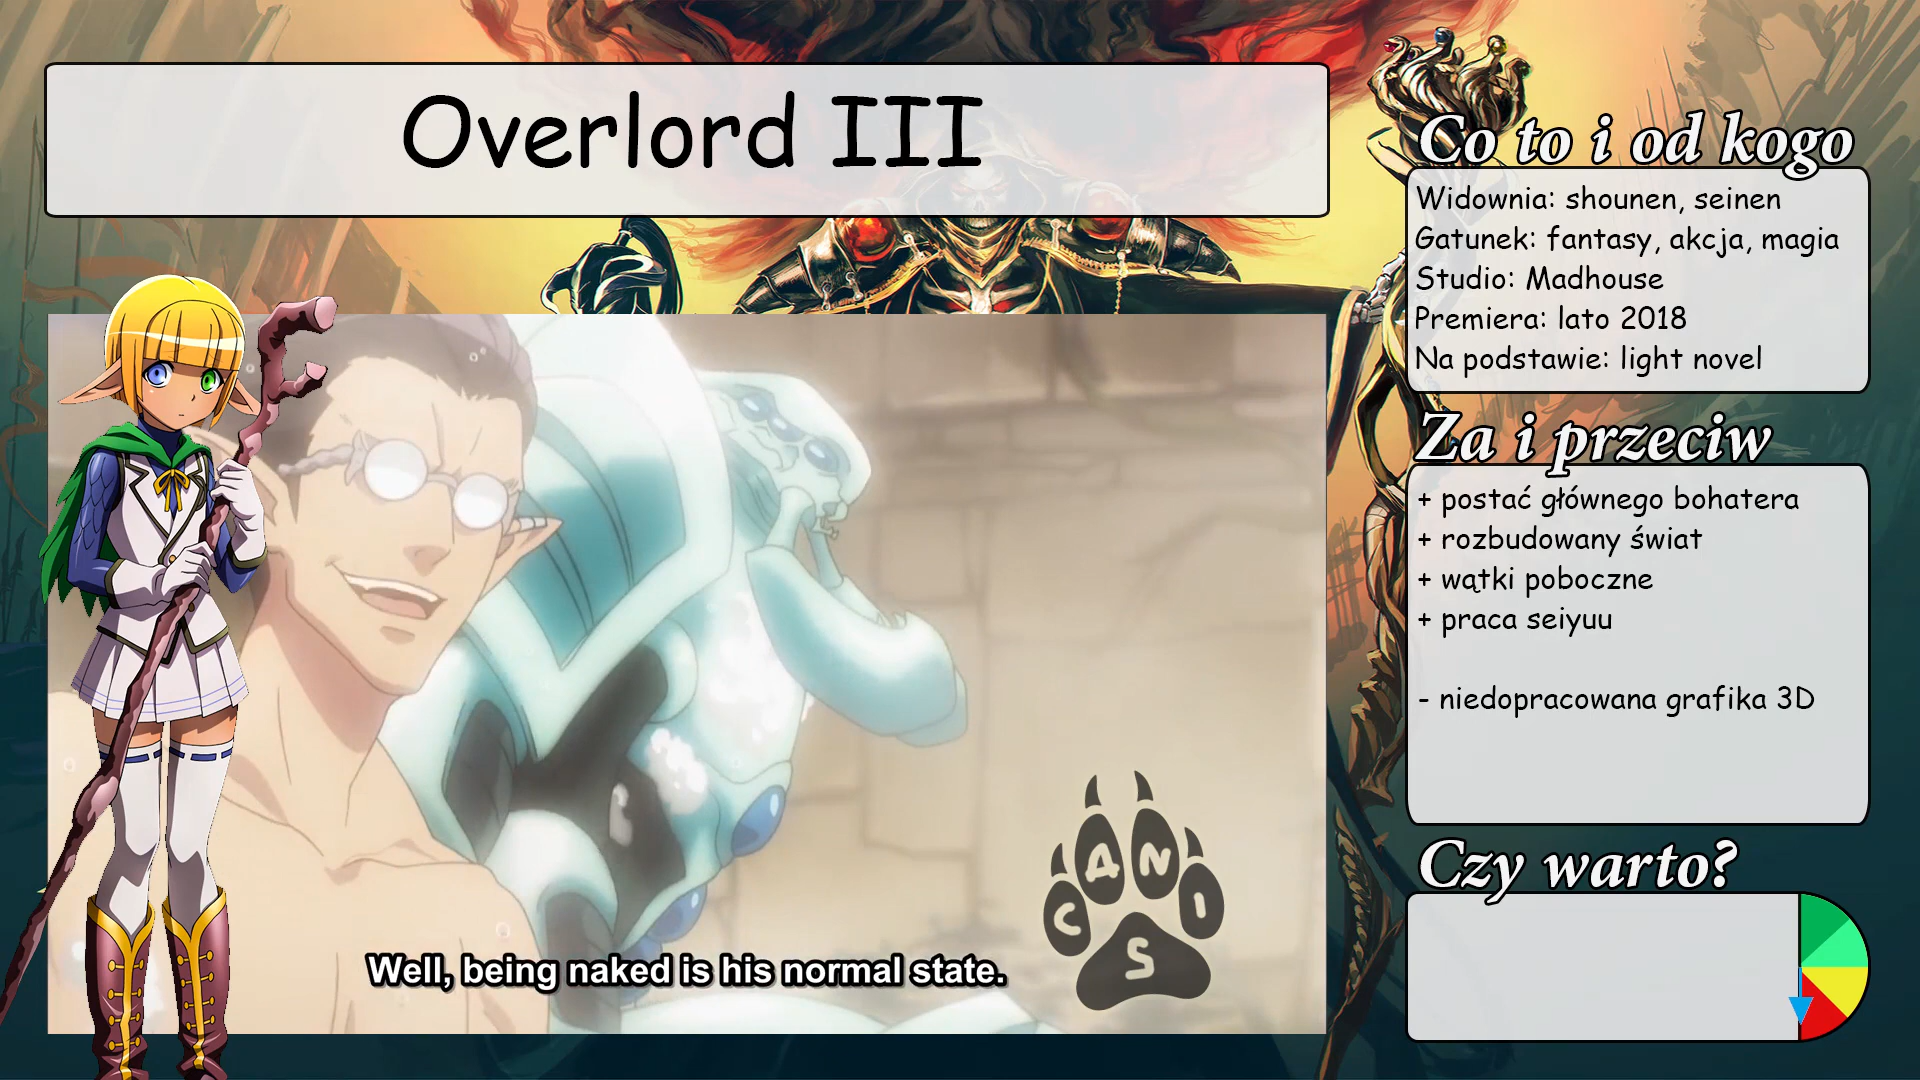 Overlord III
Co to i od kogo
Widownia: shounen, seinen
Gatunek: fantasy, akcja, magia
Studio: Madhouse
Premiera: lato 2018
Na podstawie: light novel
Za i przeciw
+ postać głównego bohatera
+ rozbudowany świat
+ wątki poboczne
+ praca seiyuu
- niedopracowana grafika 3D
Czy warto?
Well, being naked is his normal state.
CANIS